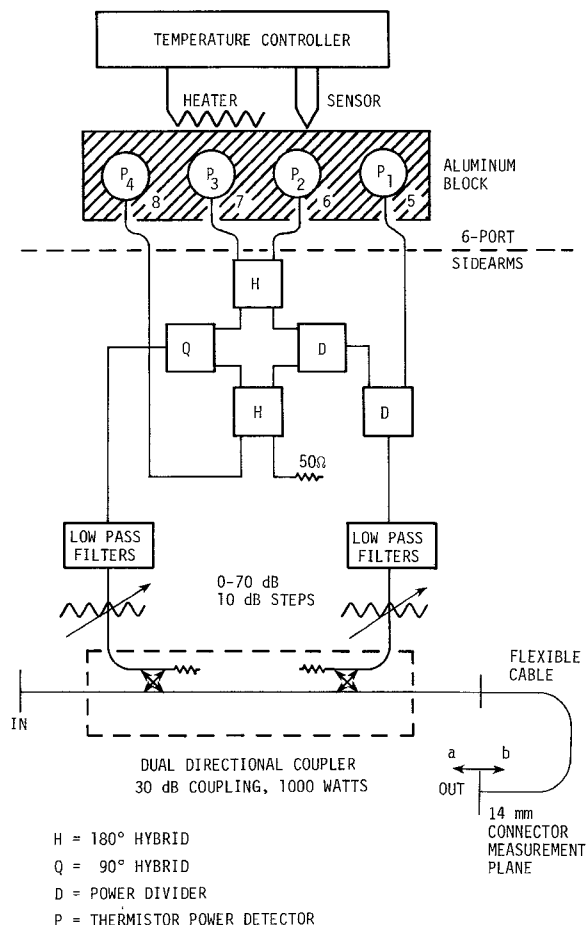 TEMPERATURE CONTROLLER
HEATER
SENSOR
P4
8
P3
7
P2
6
P1
5
ALUMINUM
BLOCK
6-PORT
SIDEARMS
H
Q
D
H
D
50Ω
LOW PASS
FILTERS
LOW PASS
FILTERS
0-70 dB
10 dB STEPS
FLEXIBLE
CABLE
IN
a
b
OUT
DUAL DIRECTIONAL COUPLER
30 dB COUPLING, 1000 WATTS
14 mm
CONNECTOR
MEASUREMENT
PLANE
H = 180° HYBRID
Q = 90° HYBRID
D = POWER DIVIDER
P = THERMISTOR POWER DETECTOR